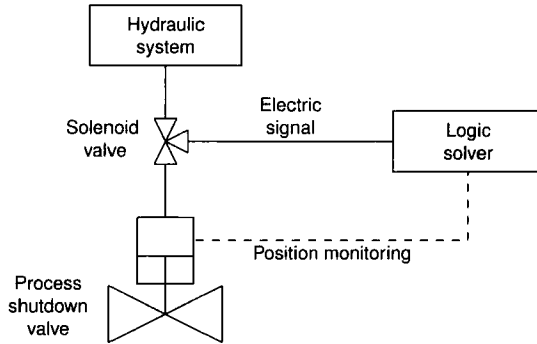 Hydraulic
system
Solenoid
valve
Electric
signal
Logic
solver
Position monitoring
Process
shutdown
valve